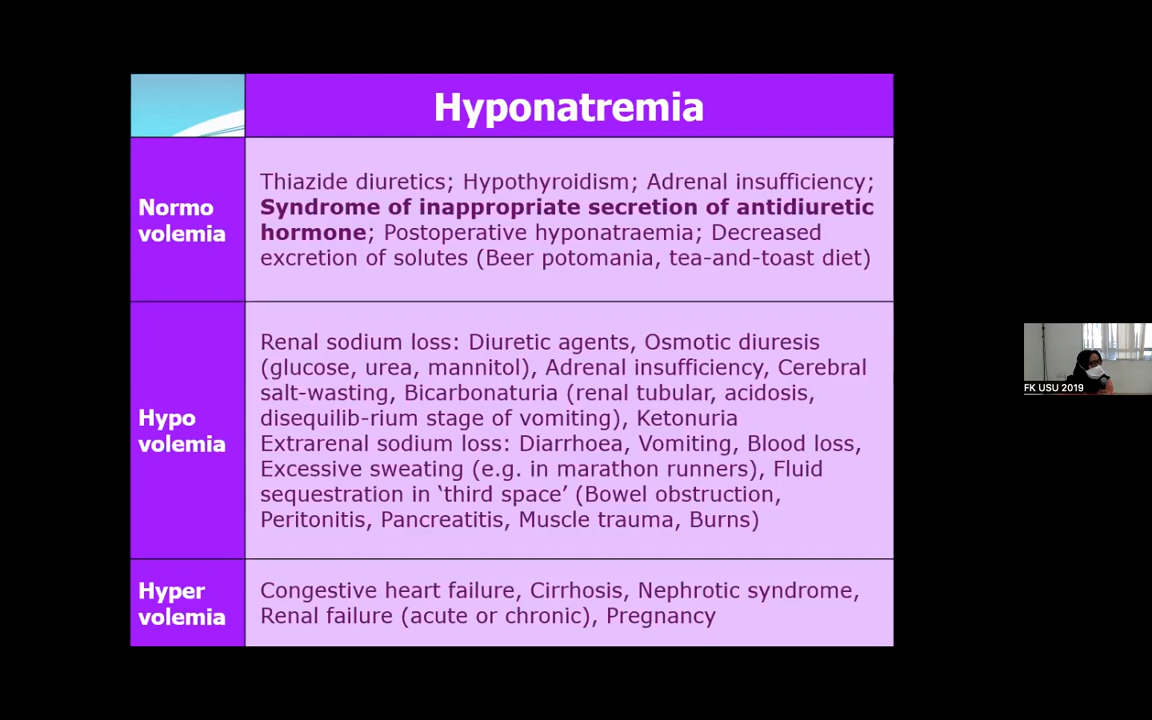 Hyponatremia
Normo
volemia
Thiazide diuretics; Hypothyroidism; Adrenal insufficiency;
Syndrome of inappropriate secretion of antidiuretic
hormone; Postoperative hyponatraemia; Decreased
excretion of solutes (Beer potomania, tea-and-toast diet)
Hypo
volemia
Renal sodium loss: Diuretic agents, Osmotic diuresis
(glucose, urea, mannitol), Adrenal insufficiency, Cerebral
salt-wasting, Bicarbonaturia (renal tubular, acidosis,
disequilib-rium stage of vomiting), Ketonuria
Extrarenal sodium loss: Diarrhoea, Vomiting, Blood loss,
Excessive sweating (e.g. in marathon runners), Fluid
sequestration in ‘third space’ (Bowel obstruction,
Peritonitis, Pancreatitis, Muscle trauma, Burns)
Hyper
volemia
Congestive heart failure, Cirrhosis, Nephrotic syndrome,
Renal failure (acute or chronic), Pregnancy
FK USU 2019